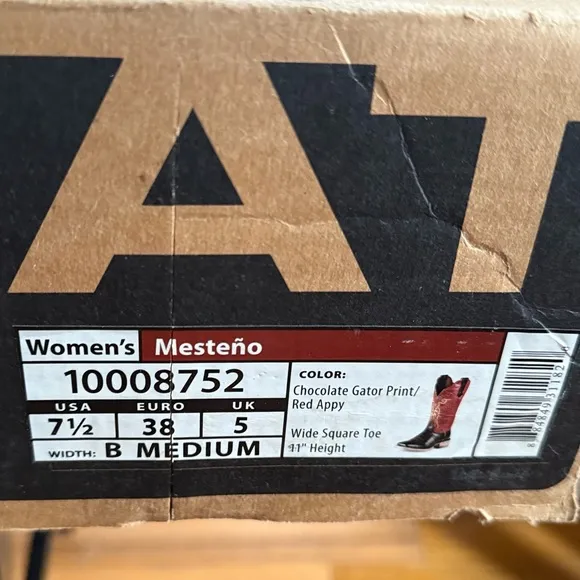 AT
Women's Mesteño
10008752
USA EURO UK
7½ 38 5
WIDTH: B MEDIUM
COLOR:
Chocolate Gator Print/
Red Appy
Wide Square Toe
11" Height